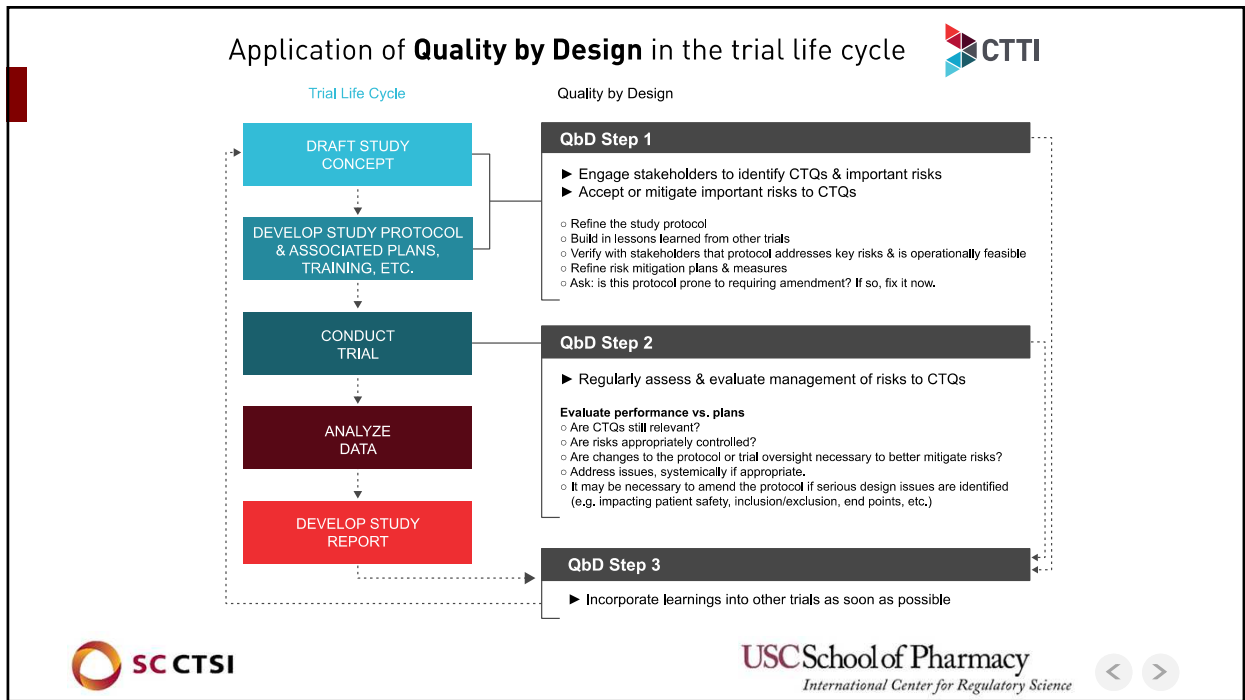 Application of Quality by Design in the trial life cycle
CTTI
Trial Life Cycle
Quality by Design
DRAFT STUDY
CONCEPT
DEVELOP STUDY PROTOCOL
& ASSOCIATED PLANS,
TRAINING, ETC.
CONDUCT
TRIAL
ANALYZE
DATA
DEVELOP STUDY
REPORT
QbD Step 1
► Engage stakeholders to identify CTQs & important risks
► Accept or mitigate important risks to CTQs
○ Refine the study protocol
○ Build in lessons learned from other trials
○ Verify with stakeholders that protocol addresses key risks & is operationally feasible
○ Refine risk mitigation plans & measures
○ Ask: is this protocol prone to requiring amendment? If so, fix it now.
QbD Step 2
► Regularly assess & evaluate management of risks to CTQs
Evaluate performance vs. plans
○ Are CTQs still relevant?
○ Are risks appropriately controlled?
○ Are changes to the protocol or trial oversight necessary to better mitigate risks?
○ Address issues, systemically if appropriate.
○ It may be necessary to amend the protocol if serious design issues are identified
(e.g. impacting patient safety, inclusion/exclusion, end points, etc.)
QbD Step 3
► Incorporate learnings into other trials as soon as possible
SC CTSI
USC School of Pharmacy
International Center for Regulatory Science